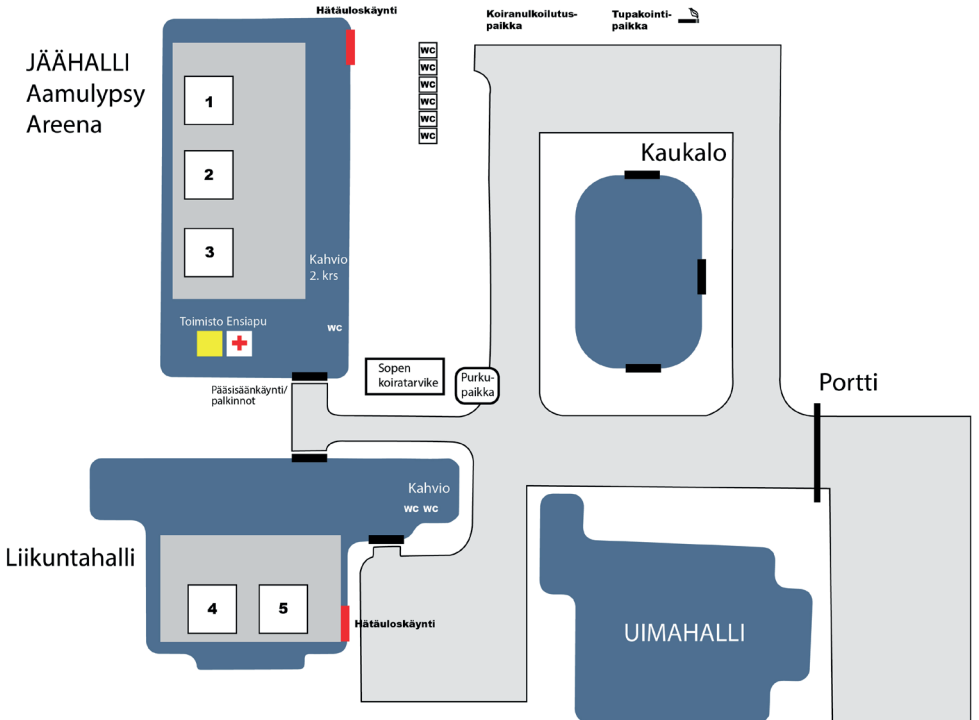 Hätäuloskäynti
Koiranulkoilutus-
paikka
Tupakointi-
paikka
JÄÄHALLI
Aamulypsy
Areena
WC
WC
WC
WC
WC
WC
1
2
3
Kaukalo
Kahvio
2. krs
Toimisto Ensiapu
WC
Pääsisäänkäynti/
palkinnot
Sopen
koiratarvike
Purku-
paikka
Portti
Kahvio
WC WC
Liikuntahalli
4
5
Hätäuloskäynti
UIMAHALLI